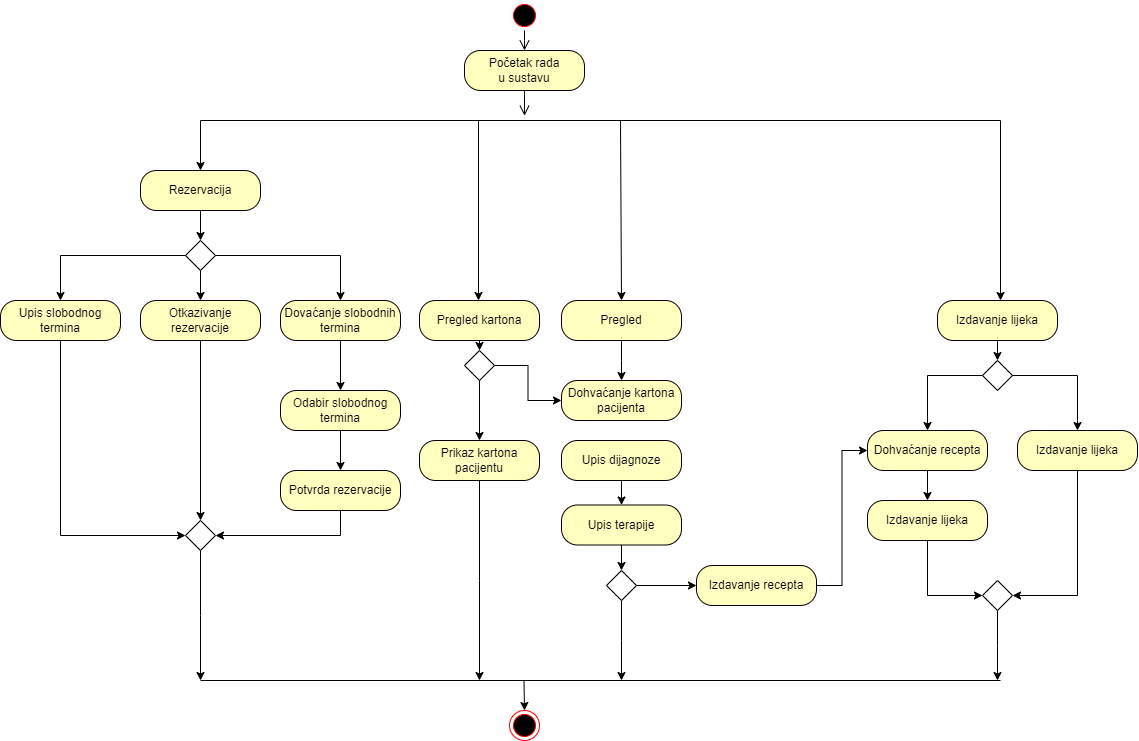 Početak rada
u sustavu
Rezervacija
Upis slobodnog
termina
Otkazivanje
rezervacije
Dovaćanje slobodnih
termina
Odabir slobodnog
termina
Potvrda rezervacije
Pregled kartona
Prikaz kartona
pacijentu
Pregled
Dohvaćanje kartona
pacijenta
Upis dijagnoze
Upis terapije
Izdavanje recepta
Izdavanje lijeka
Dohvaćanje recepta
Izdavanje lijeka
Izdavanje lijeka